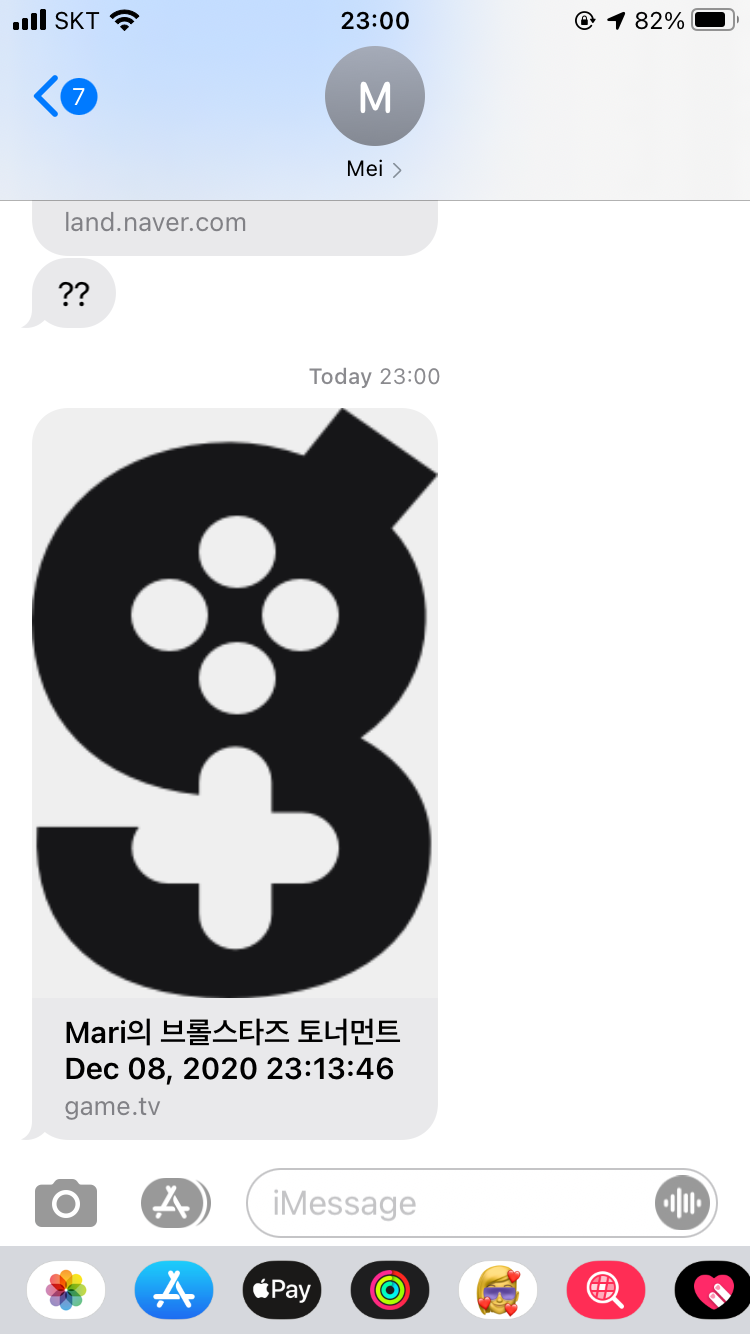 SKT
23:00
82%
7
M
Mei
land.naver.com
??
Today 23:00
Mari의 브롤스타즈 토너먼트
Dec 08, 2020 23:13:46
game.tv
iMessage
Pay